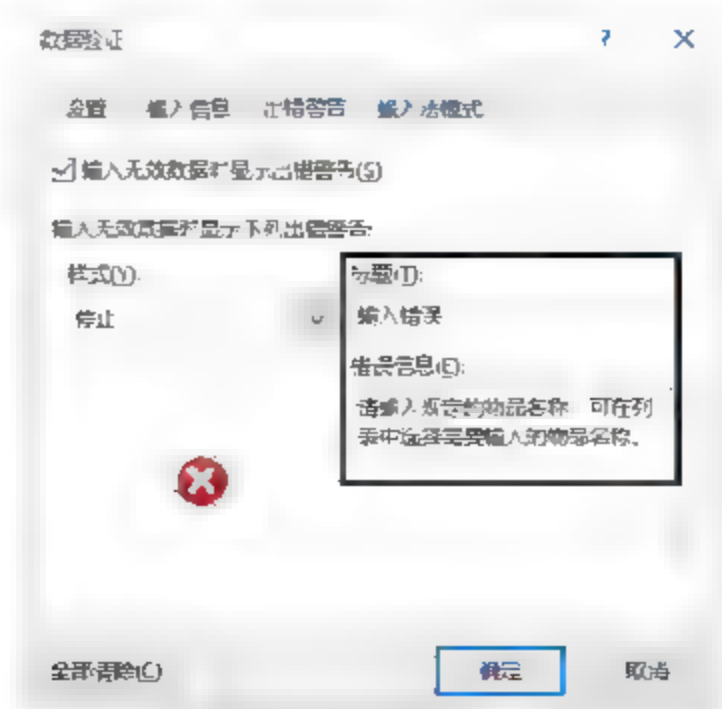 数据验证
设置 输入信息 出错警告 输入法模式
输入无效数据时显示出错警告(S)
输入无效数据时显示下列出错警告:
样式(Y): 标题(T):
停止 输入错误
错误信息(E):
请输入 的物品名称 可在列
表中选择需要输入的物品名称。
全部清除(C) 确定 取消